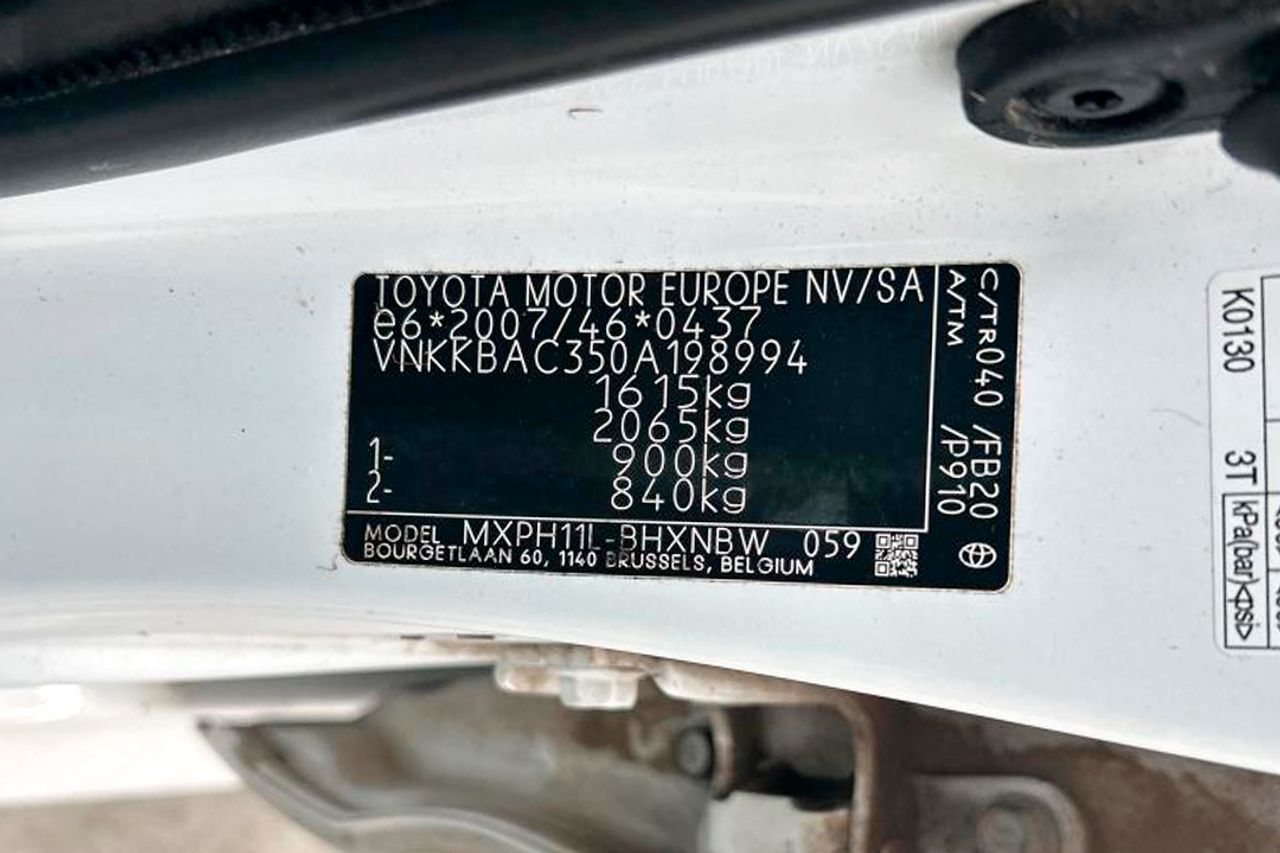 TOYOTA MOTOR EUROPE NV/SA
e6*2007/46*0437
VNKKBAC350A198994
1615kg
2065kg
1- 900kg
2- 840kg
MODEL MXPH11L-BHXNBW 059
BOURGETLAAN 60, 1140 BRUSSELS, BELGIUM
C/TR040 /FB20
A/TM /P910
K0130 3T
kPa(bar)<psi>